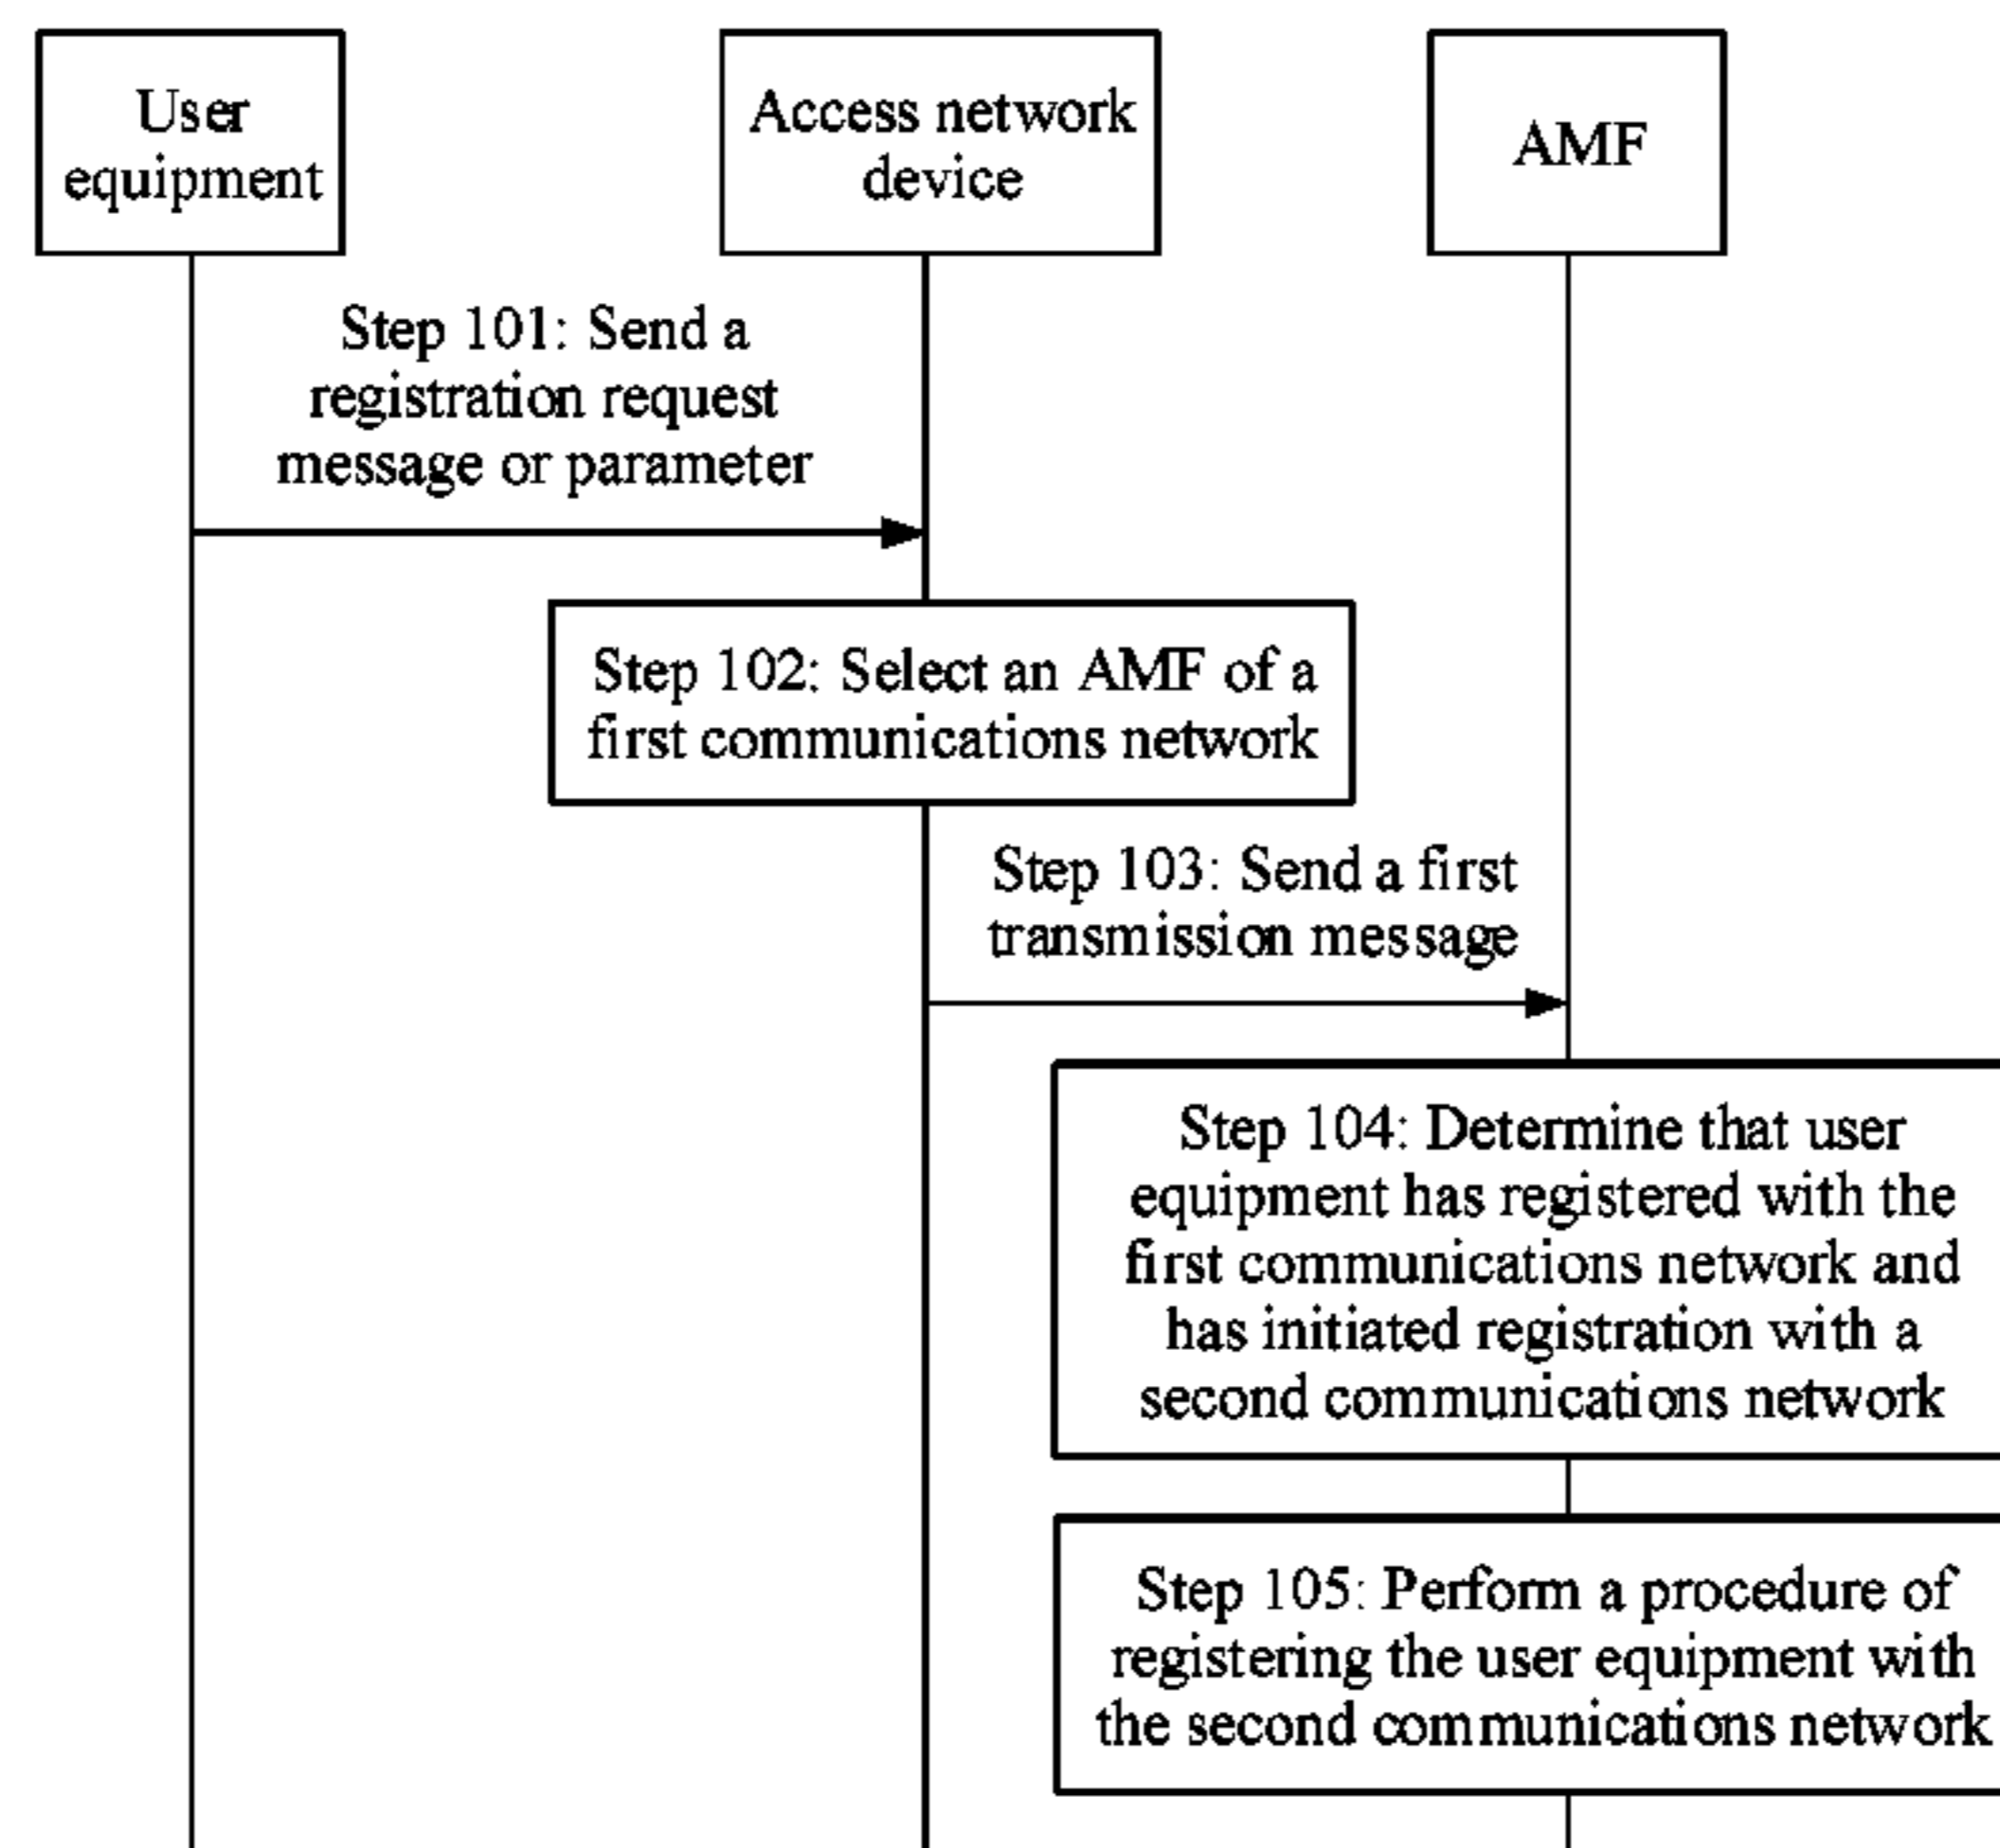 User
equipment
Access network
device
AMF
Step 101: Send a
registration request
message or parameter
Step 102: Select an AMF of a
first communications network
Step 103: Send a first
transmission message
Step 104: Determine that user
equipment has registered with the
first communications network and
has initiated registration with a
second communications network
Step 105: Perform a procedure of
registering the user equipment with
the second communications network